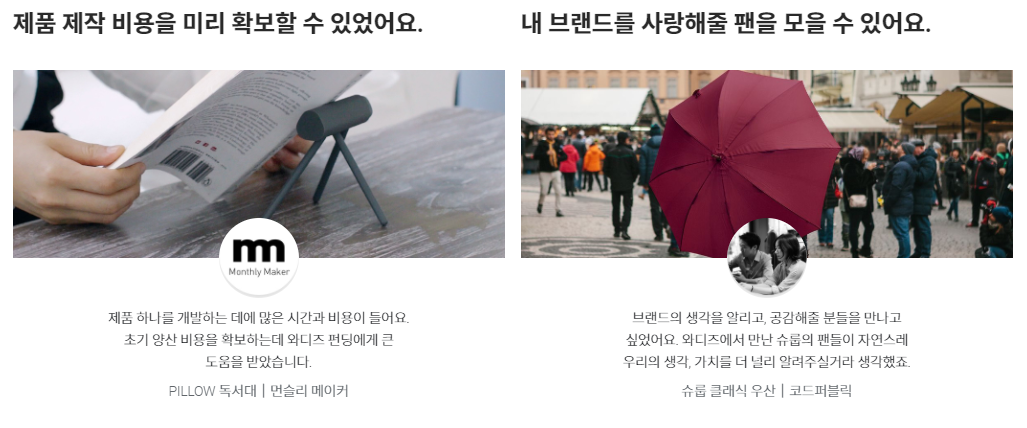 제품 제작 비용을 미리 확보할 수 있었어요.
Monthly Maker
제품 하나를 개발하는 데에 많은 시간과 비용이 들어요.
초기 양산 비용을 확보하는데 와디즈 펀딩에게 큰
도움을 받았습니다.
PILLOW 독서대 | 먼슬리 메이커
내 브랜드를 사랑해줄 팬을 모을 수 있어요.
브랜드의 생각을 알리고, 공감해줄 분들을 만나고
싶었어요. 와디즈에서 만난 슈룹의 팬들이 자연스레
우리의 생각, 가치를 더 널리 알려주실거라 생각했죠.
슈룹 클래식 우산 | 코드퍼블릭